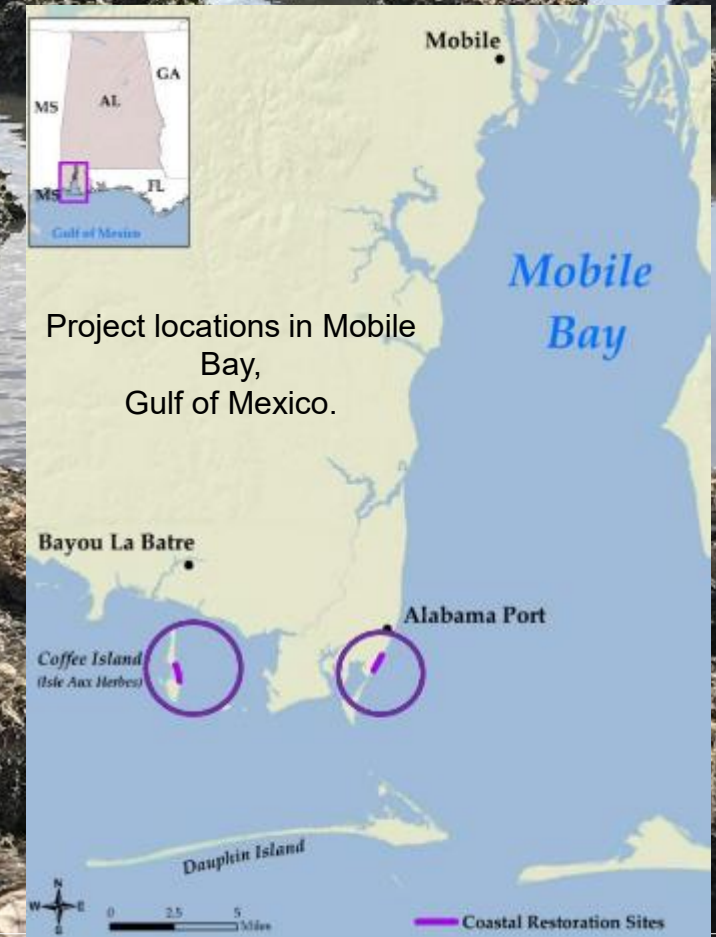 Mobile
GA
MS
AL
MS
FL
Gulf of Mexico
Mobile
Bay
Project locations in Mobile
Bay,
Gulf of Mexico.
Bayou La Batre
Alabama Port
Coffee Island
(Isle Aux Herbes)
Dauphin Island
N
W E
S
0 2.5 5
Miles
Coastal Restoration Sites